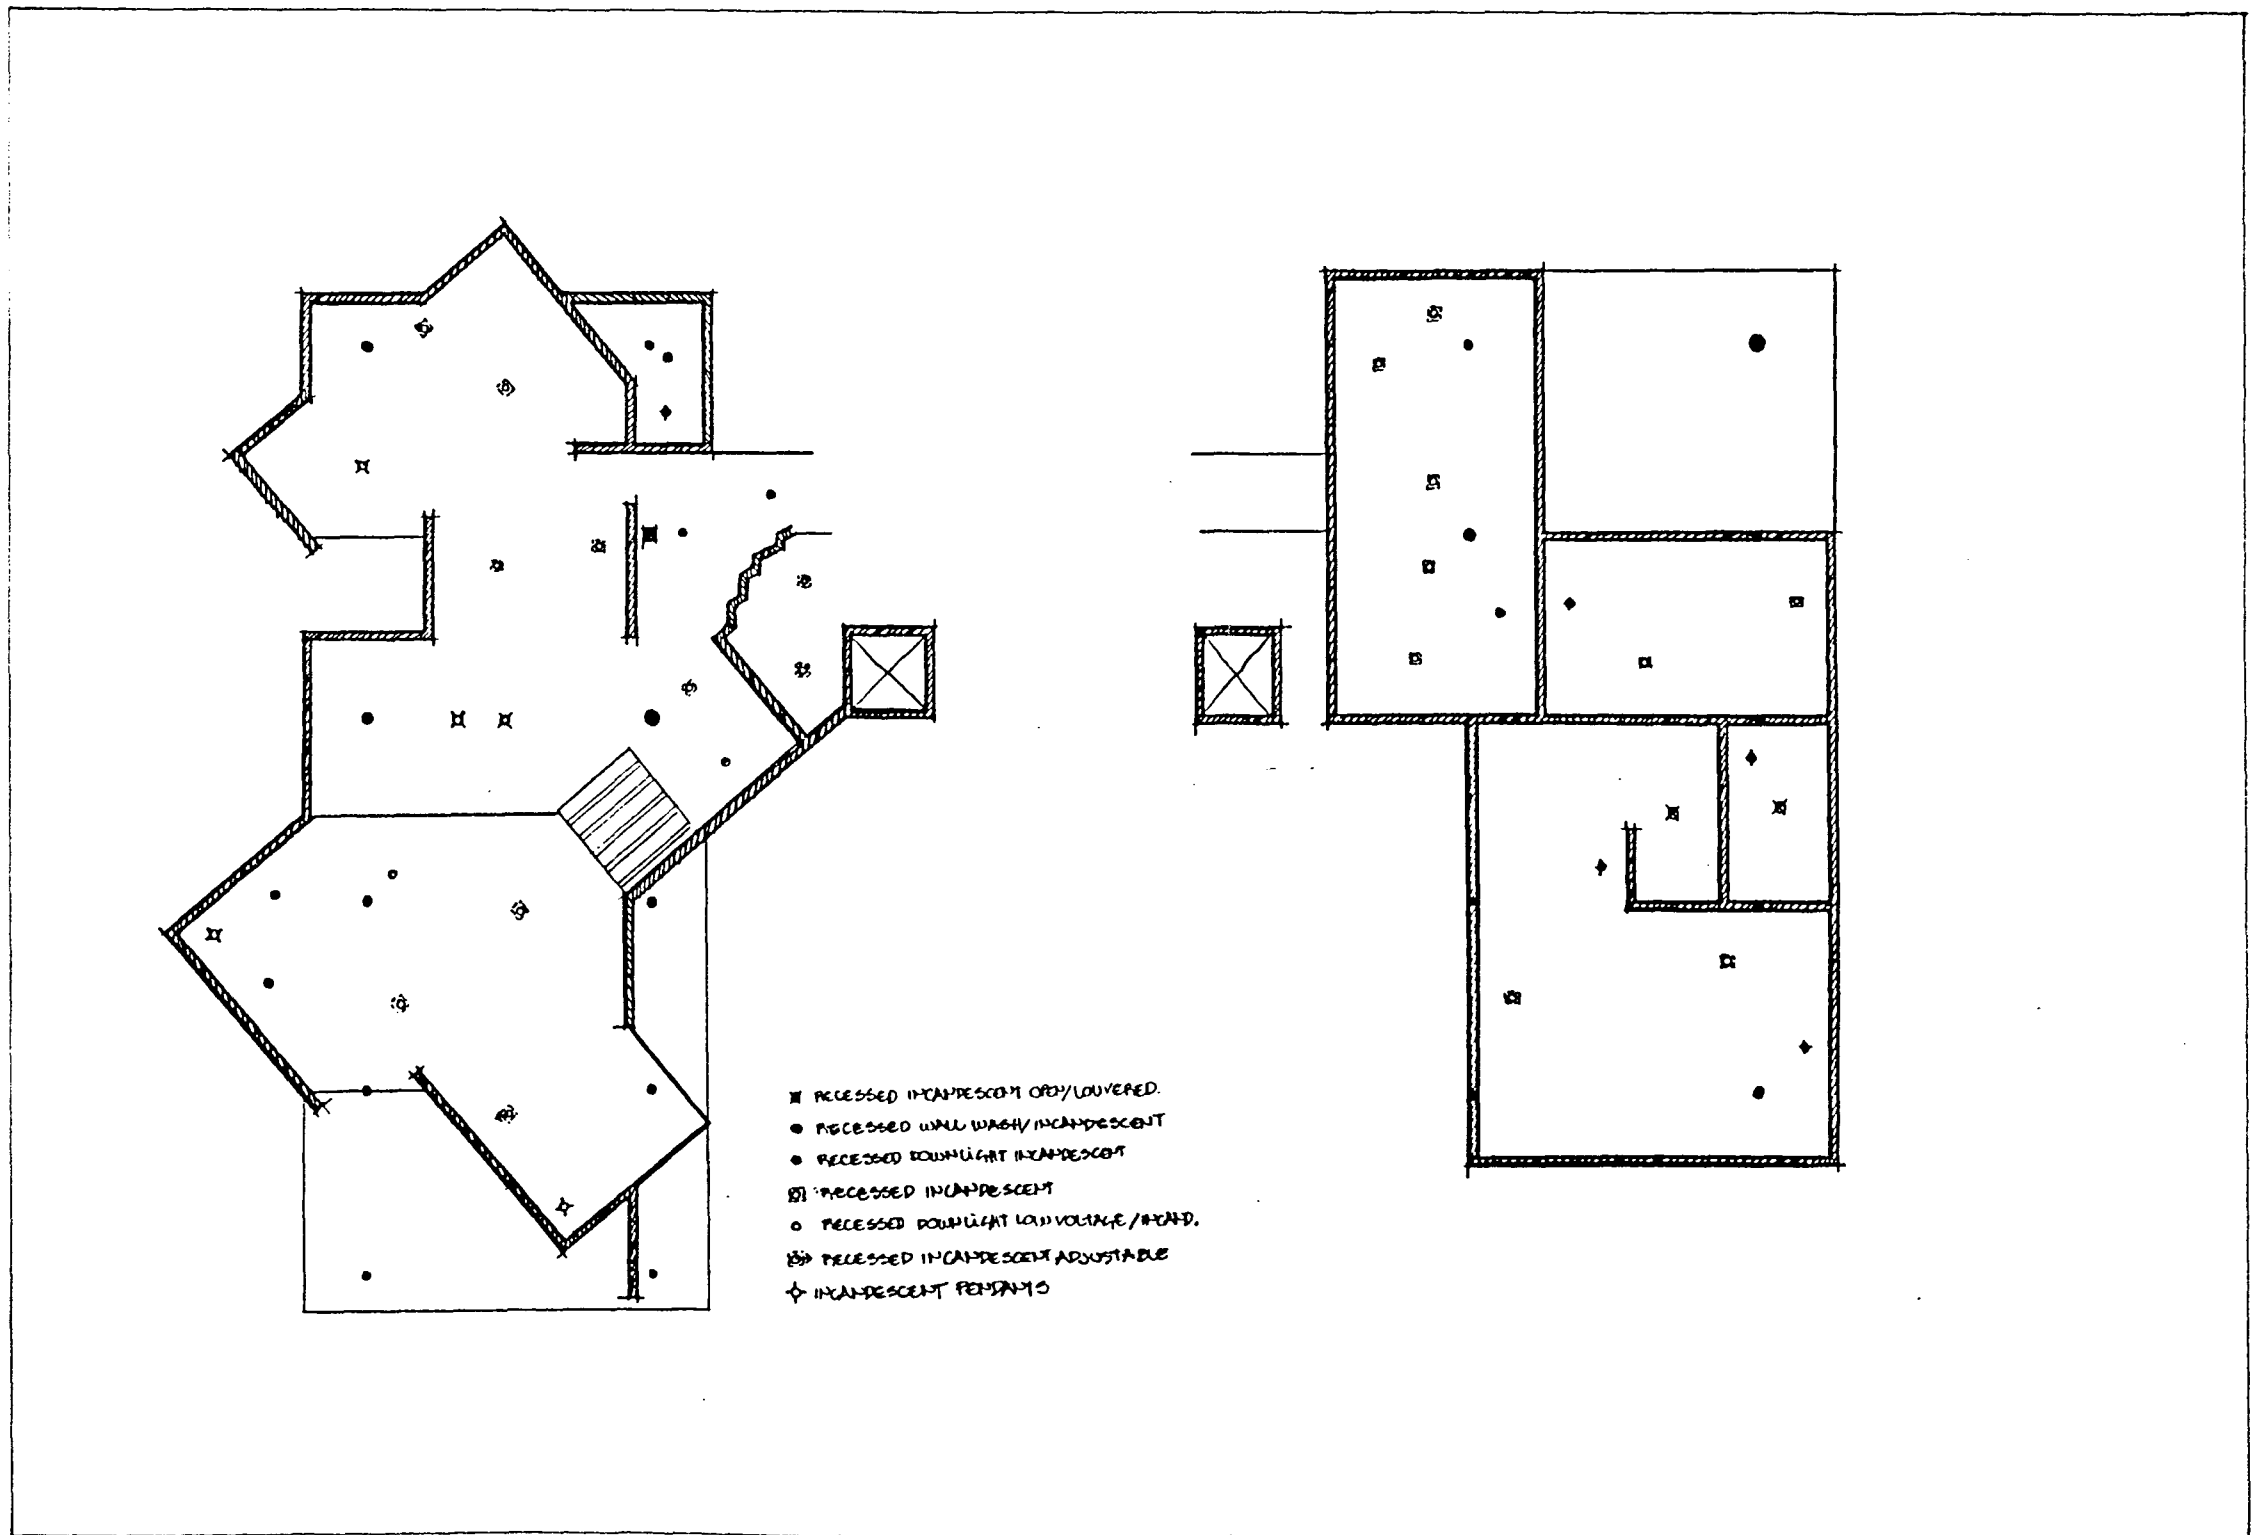 RECESSED INCANDESCENT OPEN/LOUVERED.
RECESSED WALL WASH/INCANDESCENT
RECESSED DOWNLIGHT INCANDESCENT
RECESSED INCANDESCENT
RECESSED DOWNLIGHT LOW VOLTAGE/INCAND.
RECESSED INCANDESCENT ADJUSTABLE
INCANDESCENT PENDANTS